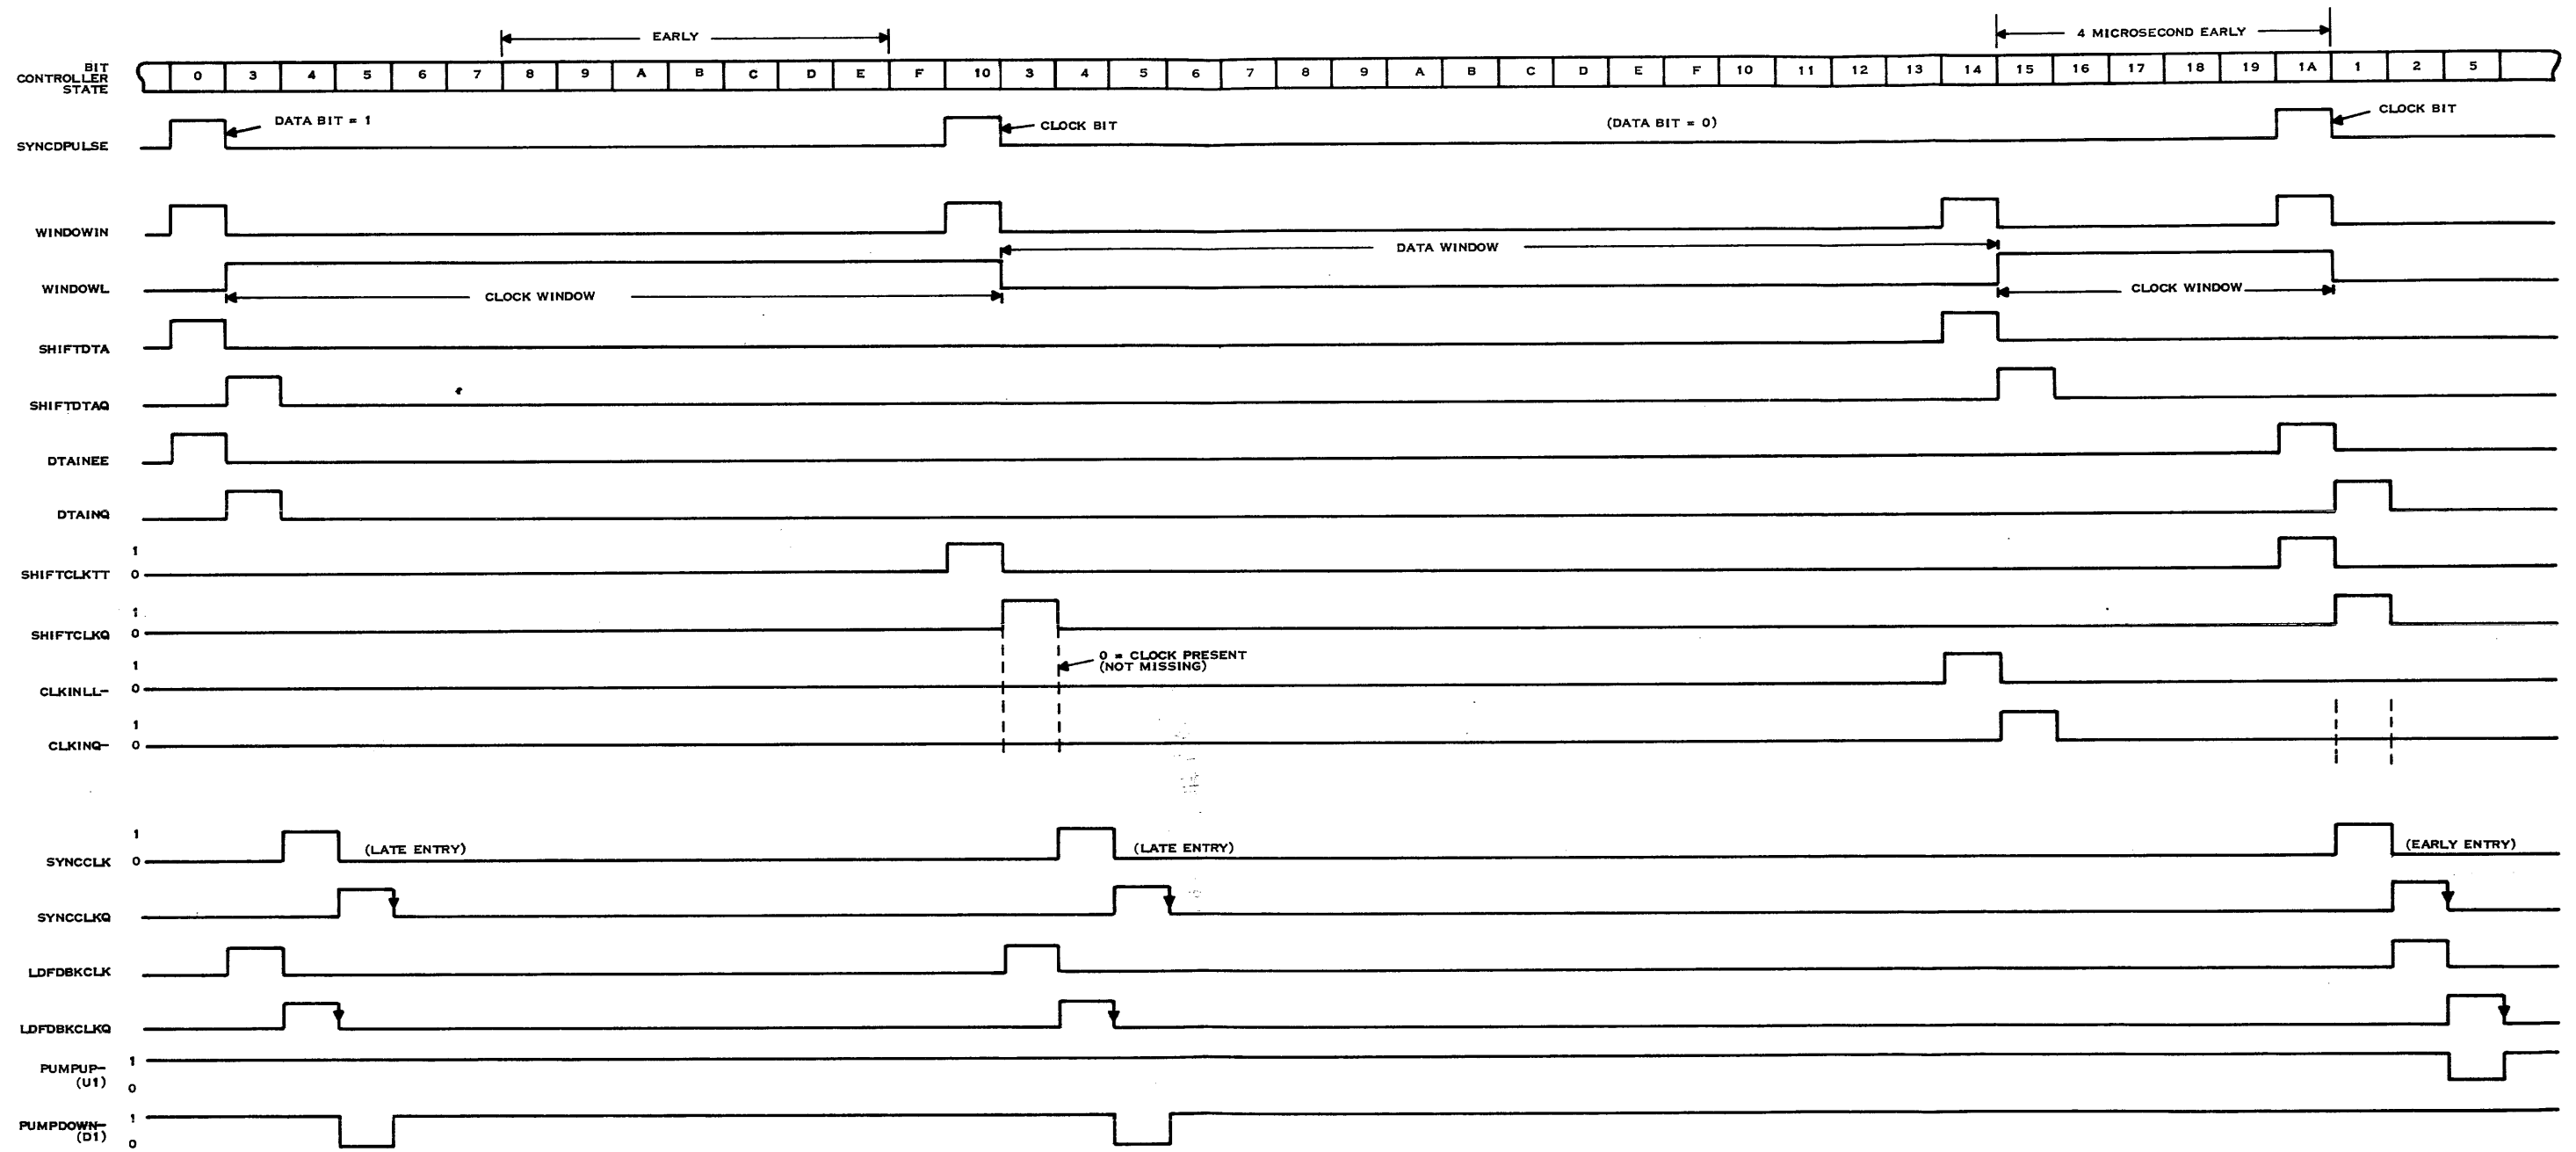 EARLY
4 MICROSECOND EARLY
BIT
CONTROLLER
STATE
0 3 4 5 6 7 8 9 A B C D E F 10 3 4 5 6 7 8 9 A B C D E F 10 11 12 13 14 15 16 17 18 19 1A 1 2 5
SYNCDPULSE
DATA BIT = 1
CLOCK BIT
(DATA BIT = 0)
CLOCK BIT
WINDOWIN
DATA WINDOW
WINDOWL
CLOCK WINDOW
CLOCK WINDOW
SHIFTDTA
SHIFTDTAQ
DTAINEE
DTAINQ
1
SHIFTCLKTT 0
1
SHIFTCLKQ 0
0 = CLOCK PRESENT
(NOT MISSING)
1
CLKINLL- 0
1
CLKINQ- 0
1
SYNCCLK 0
(LATE ENTRY)
(LATE ENTRY)
(EARLY ENTRY)
SYNCCLKQ
LDFDBKCLK
LDFDBKCLKQ
PUMPUP- 1
(U1) 0
PUMPDOWN- 1
(D1) 0